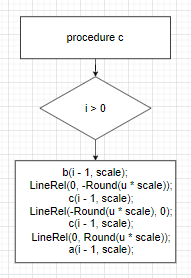 procedure c
i > 0
b(i - 1, scale);
LineRel(0, -Round(u * scale));
c(i - 1, scale);
LineRel(-Round(u * scale), 0);
c(i - 1, scale);
LineRel(0, Round(u * scale));
a(i - 1, scale);